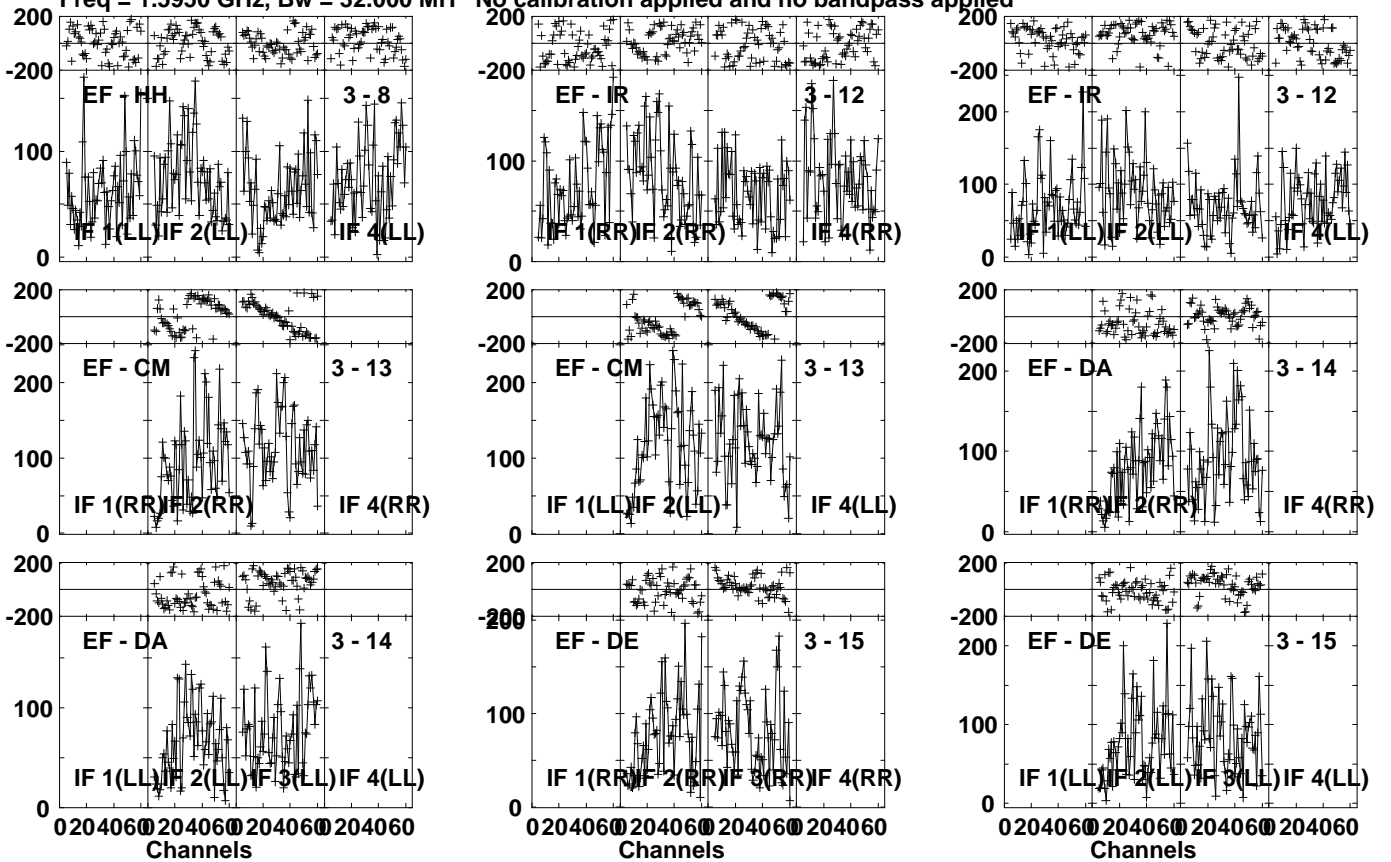 Freq = 1.5950 GHz, Bw = 32.000 MH No calibration applied and no bandpass applied
200
-200
EF - HH 3 - 8
100
IF 1(LL) IF 2(LL) IF 4(LL)
0
200
-200
EF - IR 3 - 12
100
IF 1(RR) IF 2(RR) IF 4(RR)
0
200
-200
EF - IR 3 - 12
200
100
IF 1(LL) IF 2(LL) IF 4(LL)
0
200
-200
EF - CM 3 - 13
200
100
IF 1(RR) IF 2(RR) IF 4(RR)
0
200
-200
EF - CM 3 - 13
200
100
IF 1(LL) IF 2(LL) IF 4(LL)
0
200
-200
EF - DA 3 - 14
200
100
IF 1(RR) IF 2(RR) IF 4(RR)
0
200
-200
EF - DA 3 - 14
100
IF 1(LL) IF 2(LL) IF 3(LL) IF 4(LL)
0
0 20 40 60 0 20 40 60 0 20 40 60 0 20 40 60
Channels
200
-200
200
EF - DE 3 - 15
100
IF 1(RR) IF 2(RR) IF 3(RR) IF 4(RR)
0
0 20 40 60 0 20 40 60 0 20 40 60 0 20 40 60
Channels
200
-200
EF - DE 3 - 15
200
100
IF 1(LL) IF 2(LL) IF 3(LL) IF 4(LL)
0
0 20 40 60 0 20 40 60 0 20 40 60 0 20 40 60
Channels